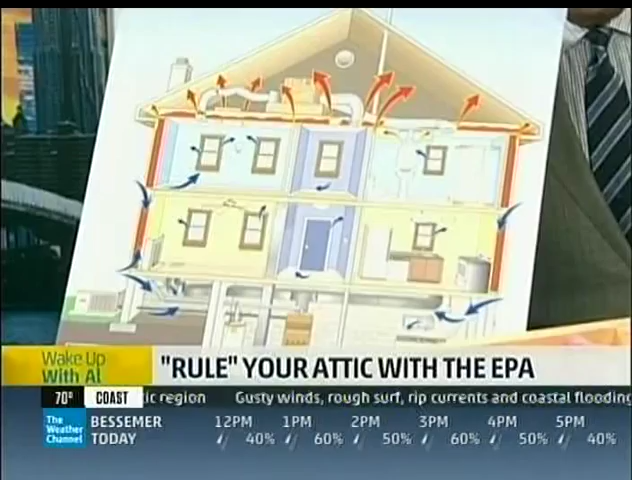 Wake Up
With Al
"RULE" YOUR ATTIC WITH THE EPA
70° COAST tic region Gusty winds, rough surf, rip currents and coastal flooding
The Weather Channel
BESSEMER 12PM 1PM 2PM 3PM 4PM 5PM
TODAY 40% 60% 50% 60% 50% 40%